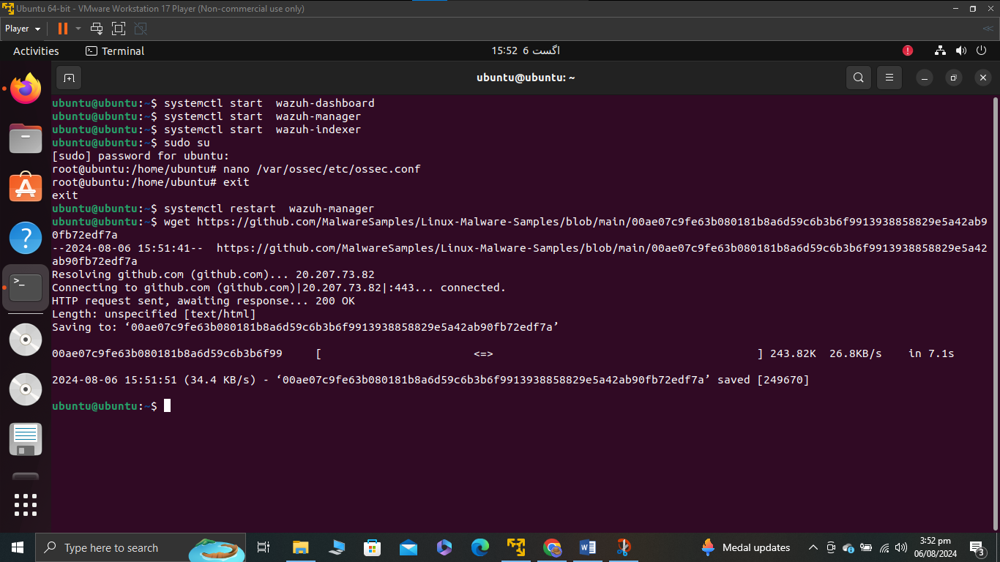 Ubuntu 64-bit - VMware Workstation 17 Player (Non-commercial use only)
Player
Activities
Terminal
15:52 6 اگست
ubuntu@ubuntu: ~
ubuntu@ubuntu:~$ systemctl start  wazuh-dashboard
ubuntu@ubuntu:~$ systemctl start  wazuh-manager
ubuntu@ubuntu:~$ systemctl start  wazuh-indexer
ubuntu@ubuntu:~$ sudo su
[sudo] password for ubuntu:
root@ubuntu:/home/ubuntu# nano /var/ossec/etc/ossec.conf
root@ubuntu:/home/ubuntu# exit
exit
ubuntu@ubuntu:~$ systemctl restart  wazuh-manager
ubuntu@ubuntu:~$ wget https://github.com/MalwareSamples/Linux-Malware-Samples/blob/main/00ae07c9fe63b080181b8a6d59c6b3b6f9913938858829e5a42ab9
0fb72edf7a
--2024-08-06 15:51:41--  https://github.com/MalwareSamples/Linux-Malware-Samples/blob/main/00ae07c9fe63b080181b8a6d59c6b3b6f9913938858829e5a42
ab90fb72edf7a
Resolving github.com (github.com)... 20.207.73.82
Connecting to github.com (github.com)|20.207.73.82|:443... connected.
HTTP request sent, awaiting response... 200 OK
Length: unspecified [text/html]
Saving to: ‘00ae07c9fe63b080181b8a6d59c6b3b6f9913938858829e5a42ab90fb72edf7a’
00ae07c9fe63b080181b8a6d59c6b3b6f99     [                       <=>                                        ] 243.82K  26.8KB/s    in 7.1s
2024-08-06 15:51:51 (34.4 KB/s) - ‘00ae07c9fe63b080181b8a6d59c6b3b6f9913938858829e5a42ab90fb72edf7a’ saved [249670]
ubuntu@ubuntu:~$
Type here to search
Medal updates
3:52 pm
06/08/2024
3